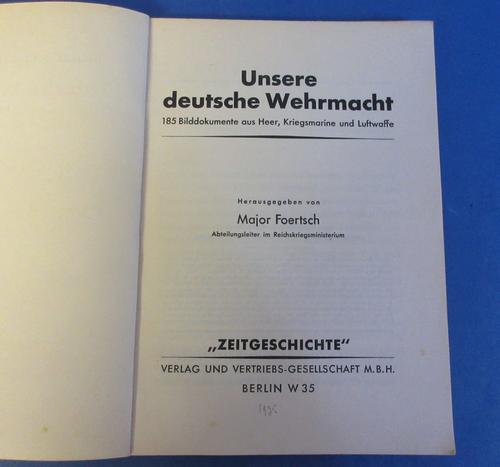 Unsere
deutsche Wehrmacht
185 Bilddokumente aus Heer, Kriegsmarine und Luftwaffe
Herausgegeben von
Major Foertsch
Abteilungsleiter im Reichskriegsministerium
„ZEITGESCHICHTE"
VERLAG UND VERTRIEBS-GESELLSCHAFT M.B.H.
BERLIN W 35